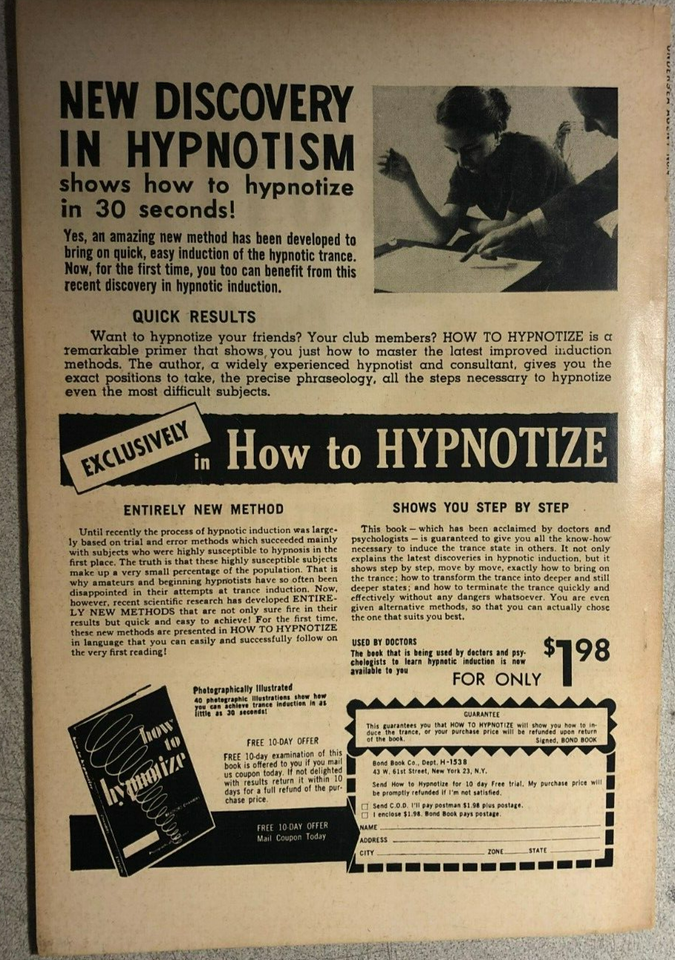 NEW DISCOVERY
IN HYPNOTISM
shows how to hypnotize
in 30 seconds!
Yes, an amazing new method has been developed to
bring on quick, easy induction of the hypnotic trance.
Now, for the first time, you too can benefit from this
recent discovery in hypnotic induction.
QUICK RESULTS
Want to hypnotize your friends? Your club members? HOW TO HYPNOTIZE is a
remarkable primer that shows you just how to master the latest improved induction
methods. The author, a widely experienced hypnotist and consultant, gives you the
exact positions to take, the precise phraseology, all the steps necessary to hypnotize
even the most difficult subjects.
EXCLUSIVELY
in How to HYPNOTIZE
ENTIRELY NEW METHOD
Until recently the process of hypnotic induction was large-
ly based on trial and error methods which succeeded mainly
with subjects who were highly susceptible to hypnosis in the
first place. The truth is that these highly susceptible subjects
make up a very small percentage of the population. That is
why amateurs and beginning hypnotists have so often been
disappointed in their attempts at trance induction. Now,
however, recent scientific research has developed ENTIRE-
LY NEW METHODS that are not only sure fire in their
results but quick and easy to achieve! For the first time,
these new methods are presented in HOW TO HYPNOTIZE
in language that you can easily and successfully follow on
the very first reading!
SHOWS YOU STEP BY STEP
This book — which has been acclaimed by doctors and
psychologists — is guaranteed to give you all the know-how
necessary to induce the trance state in others. It not only
explains the latest discoveries in hypnotic induction, but it
shows step by step, move by move, exactly how to bring on
the trance; how to transform the trance into deeper and still
deeper states; and how to terminate the trance quickly and
effectively without any dangers whatsoever. You are even
given alternative methods, so that you can actually chose
the one that suits you best.
USED BY DOCTORS
The book that is being used by doctors and psy-
chologists to learn hypnotic induction is now
available to you
FOR ONLY
$1 98
Photographically Illustrated
40 photographic illustrations show how
you can achieve trance induction in as
little as 30 seconds!
FREE 10-DAY OFFER
FREE 10-day examination of this
book is offered to you if you mail
us coupon today. If not delighted
with results return it within 10
days for a full refund of the pur-
chase price.
how
to
hypnotize
FREE 10-DAY OFFER
Mail Coupon Today
GUARANTEE
This guarantees you that HOW TO HYPNOTIZE will show you how to in-
duce the trance, or your purchase price will be refunded upon return
of the book. Signed, BOND BOOK
Bond Book Co., Dept. H-1538
43 W. 61st Street, New York 23, N.Y.
Send How to Hypnotize for 10 day Free trial. My purchase price will
be promptly refunded if I'm not satisfied.
Send C.O.D. I'll pay postman $1.98 plus postage.
I enclose $1.98. Bond Book pays postage.
NAME
ADDRESS
CITY ZONE STATE